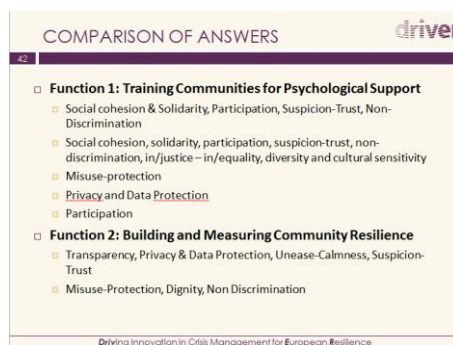 COMPARISON OF ANSWERS
driver
42
Function 1: Training Communities for Psychological Support
Social cohesion & Solidarity, Participation, Suspicion-Trust, Non-
Discrimination
Social cohesion, solidarity, participation, suspicion-trust, non-
discrimination, in/justice – in/equality, diversity and cultural sensitivity
Misuse-protection
Privacy and Data Protection
Participation
Function 2: Building and Measuring Community Resilience
Transparency, Privacy & Data Protection, Unease-Calmness, Suspicion-
Trust
Misuse-Protection, Dignity, Non Discrimination
Driving Innovation in Crisis Management for European Resilience